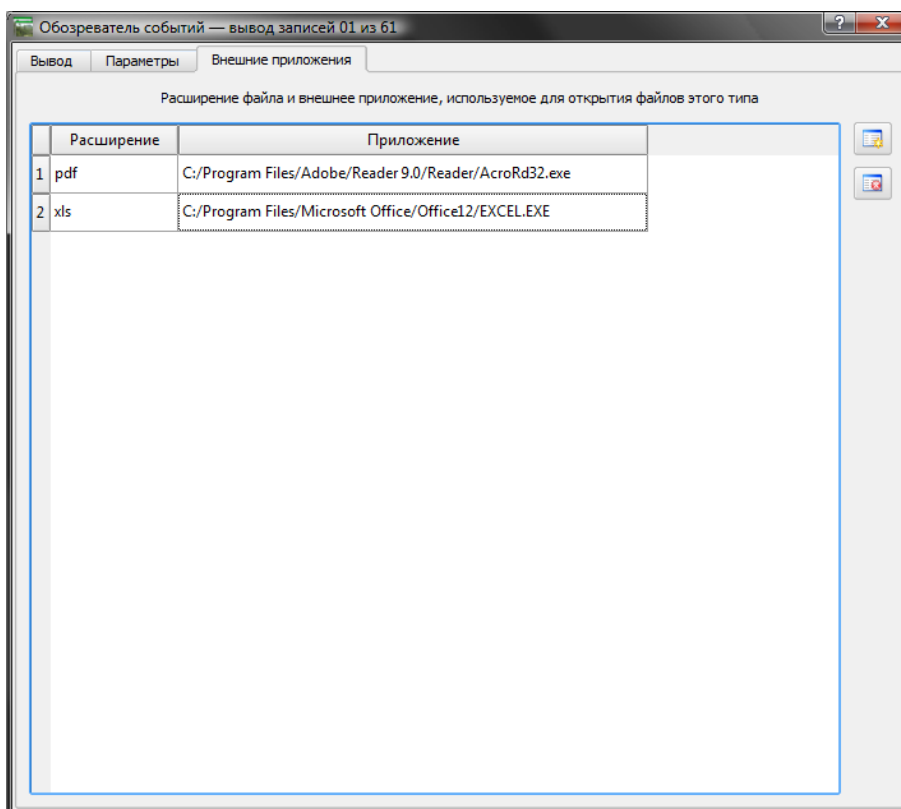 Обозреватель событий — вывод записей 01 из 61
?
Вывод Параметры Внешние приложения
Расширение файла и внешнее приложение, используемое для открытия файлов этого типа
Расширение Приложение
1 pdf C:/Program Files/Adobe/Reader 9.0/Reader/AcroRd32.exe
2 xls C:/Program Files/Microsoft Office/Office12/EXCEL.EXE